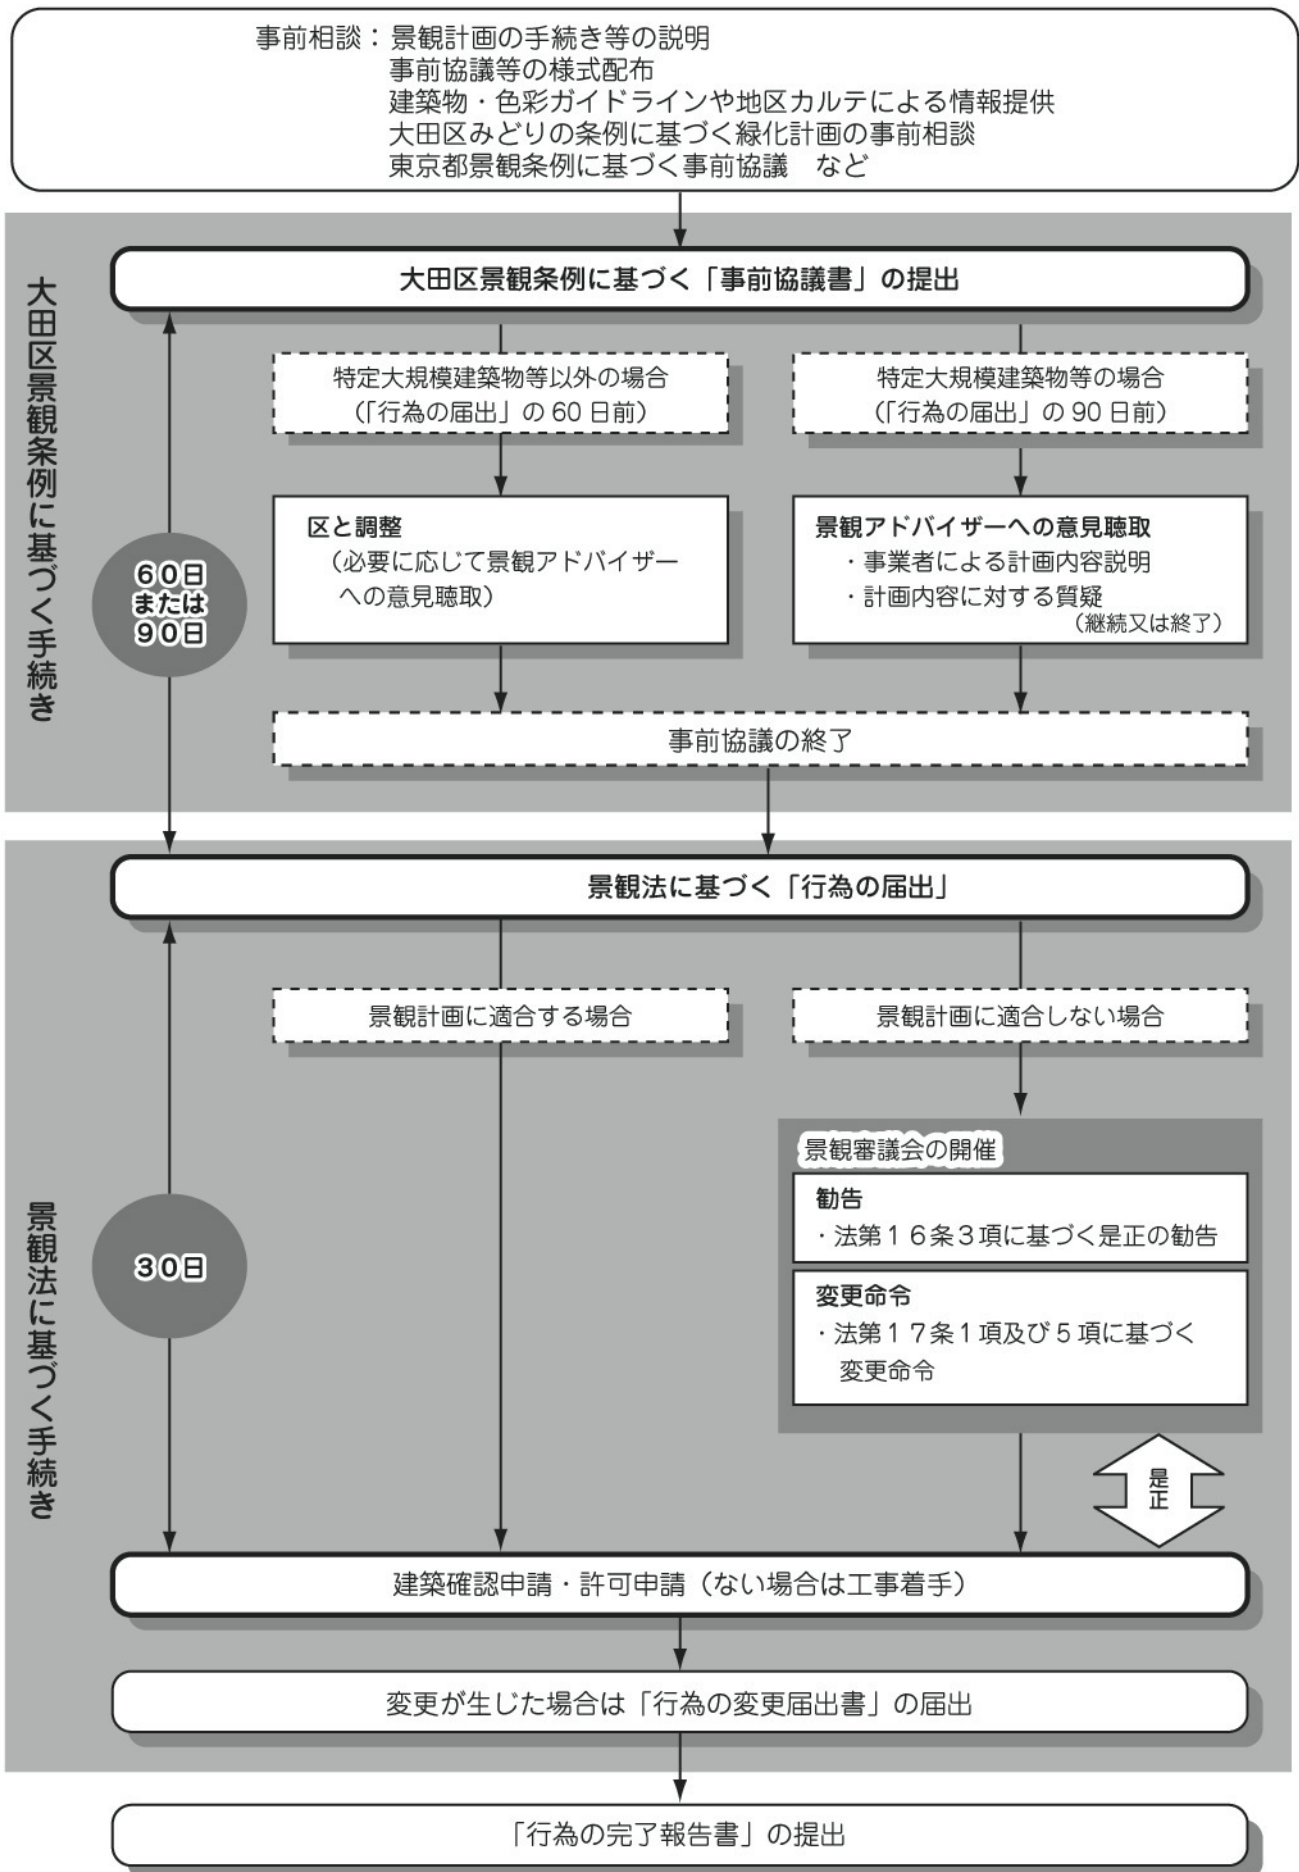 事前相談：景観計画の手続き等の説明
事前協議等の様式配布
建築物・色彩ガイドラインや地区カルテによる情報提供
大田区みどりの条例に基づく緑化計画の事前相談
東京都景観条例に基づく事前協議　など
大田区景観条例に基づく手続き
大田区景観条例に基づく「事前協議書」の提出
特定大規模建築物等以外の場合
（「行為の届出」の 60 日前）
特定大規模建築物等の場合
（「行為の届出」の 90 日前）
60日
または
90日
区と調整
（必要に応じて景観アドバイザー
への意見聴取）
景観アドバイザーへの意見聴取
・事業者による計画内容説明
・計画内容に対する質疑
（継続又は終了）
事前協議の終了
景観法に基づく手続き
景観法に基づく「行為の届出」
景観計画に適合する場合
景観計画に適合しない場合
30日
景観審議会の開催
勧告
・法第１６条３項に基づく是正の勧告
変更命令
・法第１７条１項及び５項に基づく
変更命令
是正
建築確認申請・許可申請（ない場合は工事着手）
変更が生じた場合は「行為の変更届出書」の届出
「行為の完了報告書」の提出